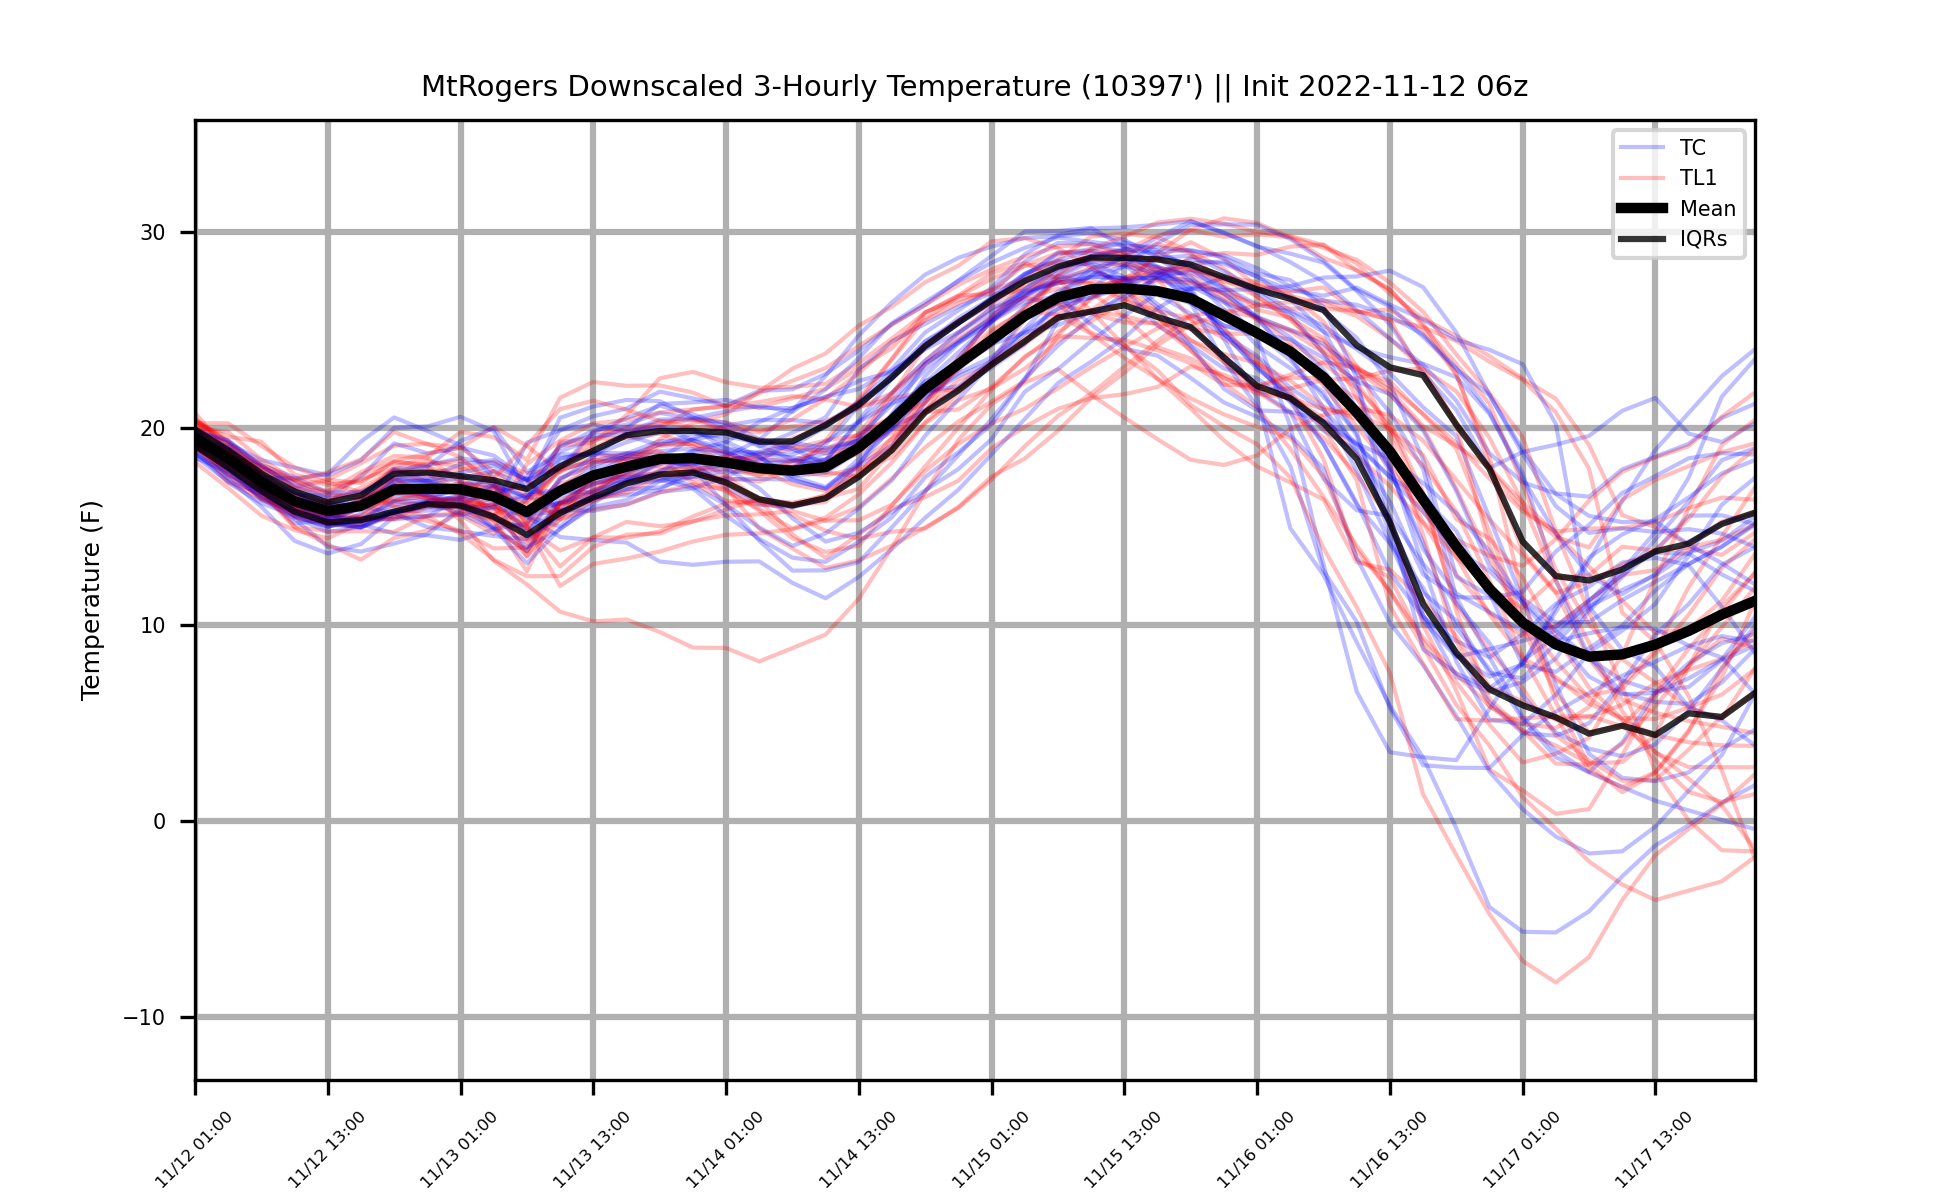 MtRogers Downscaled 3-Hourly Temperature (10397') || Init 2022-11-12 06z
TC
TL1
Mean
IQRs
Temperature (F)
30
20
10
0
−10
11/12 01:00
11/12 13:00
11/13 01:00
11/13 13:00
11/14 01:00
11/14 13:00
11/15 01:00
11/15 13:00
11/16 01:00
11/16 13:00
11/17 01:00
11/17 13:00